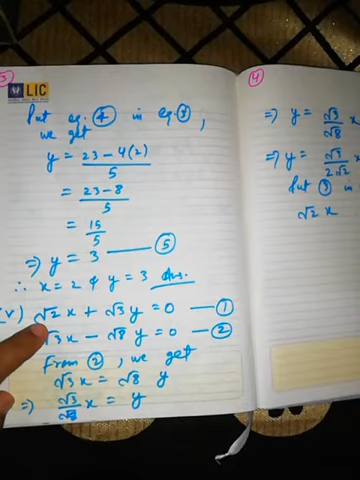 3
LIC
Put eq. 4 in eq. 3,
we get
y = 23 - 4(2) / 5
= 23 - 8 / 5
= 15 / 5
⇒ y = 3 —— 5
∴ x = 2 & y = 3 Ans.
(v) √2 x + √3 y = 0 —— 1
√3 x - √8 y = 0 —— 2
From 2, we get
√3 x = √8 y
⇒ √3/√8 x = y
4
⇒ y = √3/√8 x
⇒ y = √3/2√2 x
Put 3 in
√2 x